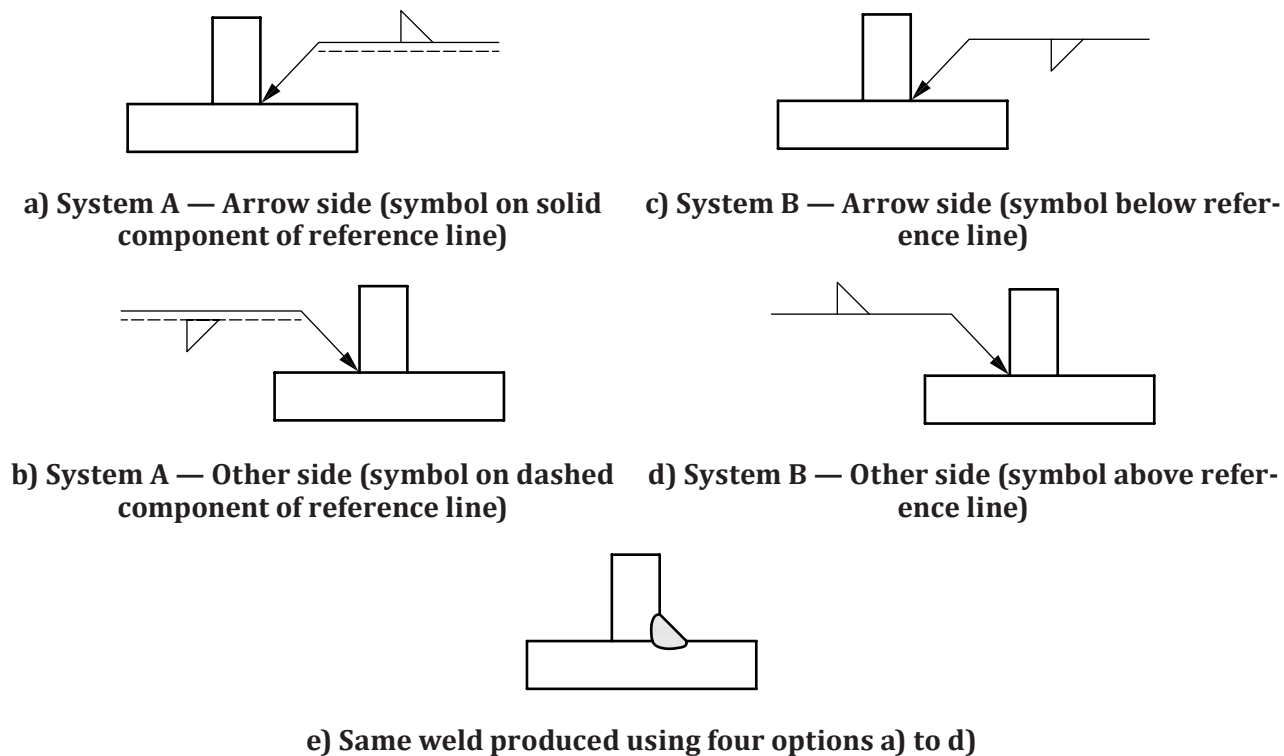 a) System A — Arrow side (symbol on solid
component of reference line)
c) System B — Arrow side (symbol below refer-
ence line)
b) System A — Other side (symbol on dashed
component of reference line)
d) System B — Other side (symbol above refer-
ence line)
e) Same weld produced using four options a) to d)